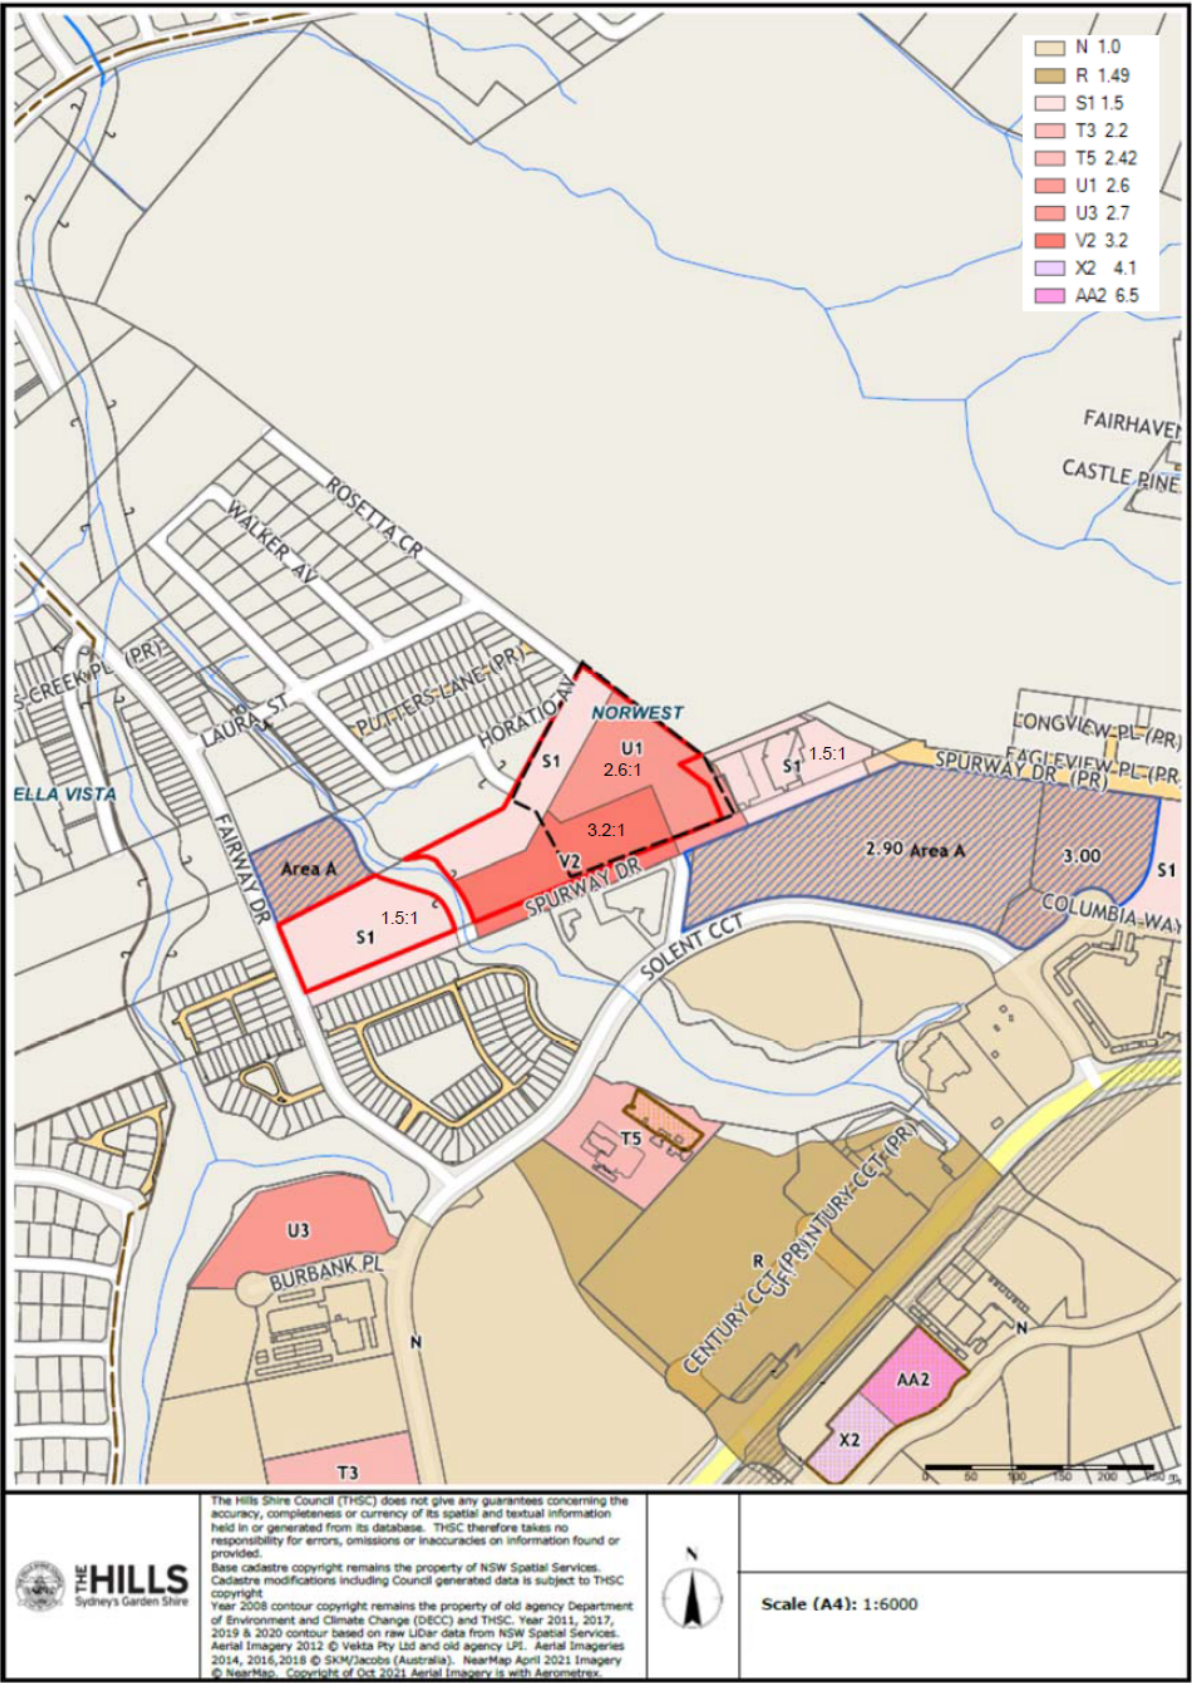 N 1.0
R 1.49
S1 1.5
T3 2.2
T5 2.42
U1 2.6
U3 2.7
V2 3.2
X2 4.1
AA2 6.5
FAIRHAVEN
CASTLE PINE
ROSETTA CR
WALKER AV
S CREEK PL (PR)
LAURA ST
PUTTERS LANE (PR)
HORATIO AV
NORWEST
LONGVIEW PL (PR)
EAGLEVIEW PL (PR
SPURWAY DR (PR)
U1
2.6:1
S1
S1
1.5:1
ELLA VISTA
FAIRWAY DR
3.2:1
V2
SPURWAY DR
2.90 Area A
3.00
S1
Area A
COLUMBIA WAY
1.5:1
S1
SOLENT CCT
T5
CENTURY CCT (PR)
CENTURY CCT (PR)
R
U3
BURBANK PL
N
N
AA2
X2
T3
0 50 100 150 200 250 m
The Hills Shire Council (THSC) does not give any guarantees concerning the
accuracy, completeness or currency of its spatial and textual information
held in or generated from its database. THSC therefore takes no
responsibility for errors, omissions or inaccuracies on information found or
provided.
Base cadastre copyright remains the property of NSW Spatial Services.
Cadastre modifications including Council generated data is subject to THSC
copyright
Year 2008 contour copyright remains the property of old agency Department
of Environment and Climate Change (DECC) and THSC. Year 2011, 2017,
2019 & 2020 contour based on raw LiDar data from NSW Spatial Services.
Aerial Imagery 2012 © Vekta Pty Ltd and old agency LPI. Aerial Imageries
2014, 2016,2018 © SKM/Jacobs (Australia). NearMap April 2021 Imagery
© NearMap. Copyright of Oct 2021 Aerial Imagery is with Aerometrex.
THE HILLS
Sydney's Garden Shire
N
Scale (A4): 1:6000